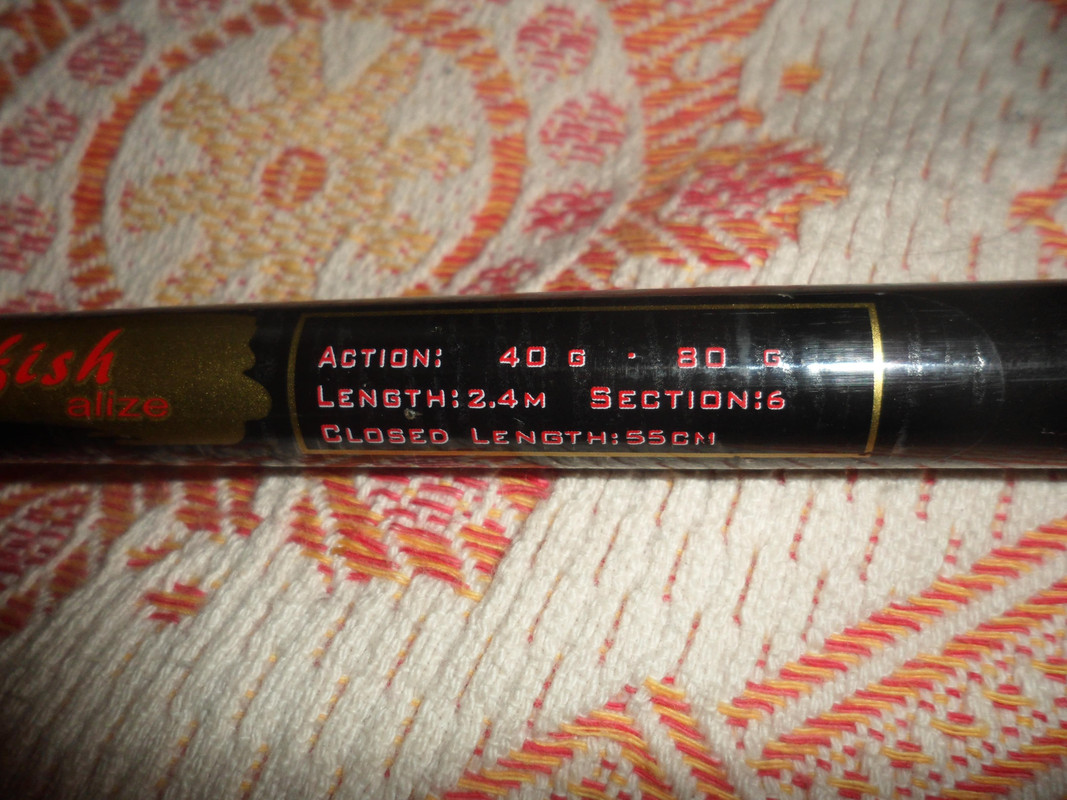 fish
alize
ACTION: 40 G - 80 G
LENGTH:2.4M SECTION:6
CLOSED LENGTH:55CM